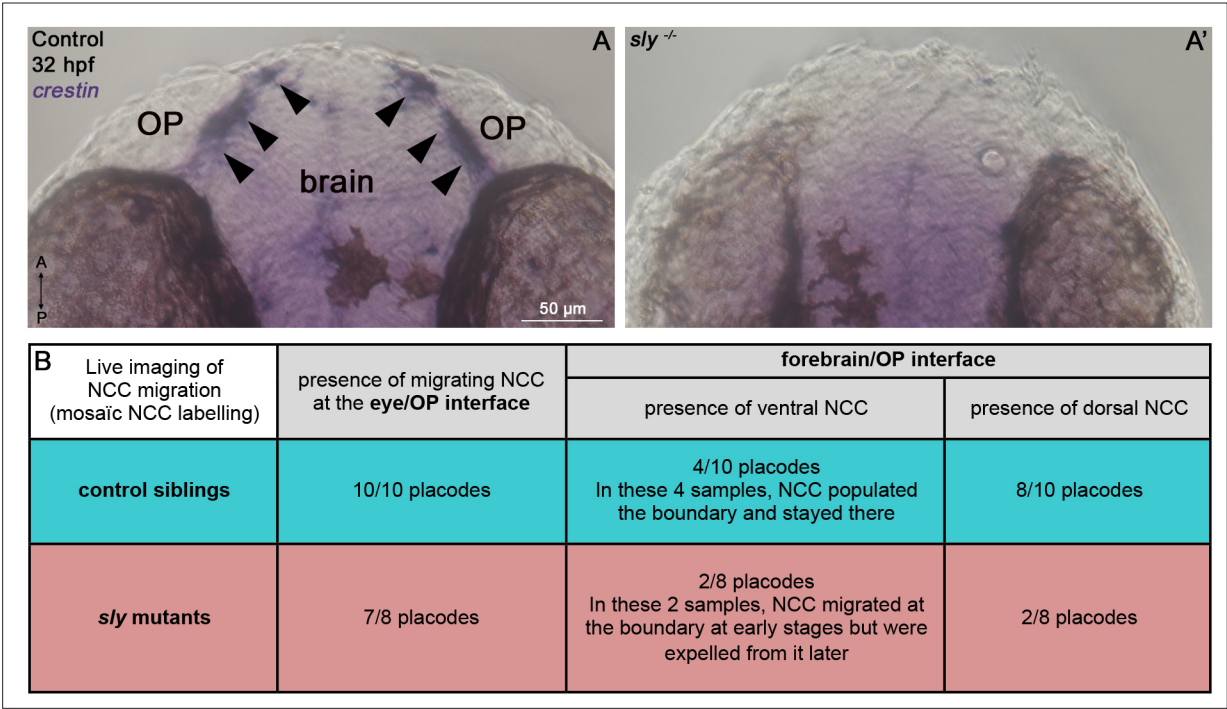 Control
32 hpf
crestin
A
OP
OP
brain
A
P
50 µm
sly -/-
A'
B
Live imaging of
NCC migration
(mosaïc NCC labelling)
presence of migrating NCC
at the eye/OP interface
forebrain/OP interface
presence of ventral NCC
presence of dorsal NCC
control siblings
10/10 placodes
4/10 placodes
In these 4 samples, NCC populated
the boundary and stayed there
8/10 placodes
sly mutants
7/8 placodes
2/8 placodes
In these 2 samples, NCC migrated at
the boundary at early stages but were
expelled from it later
2/8 placodes